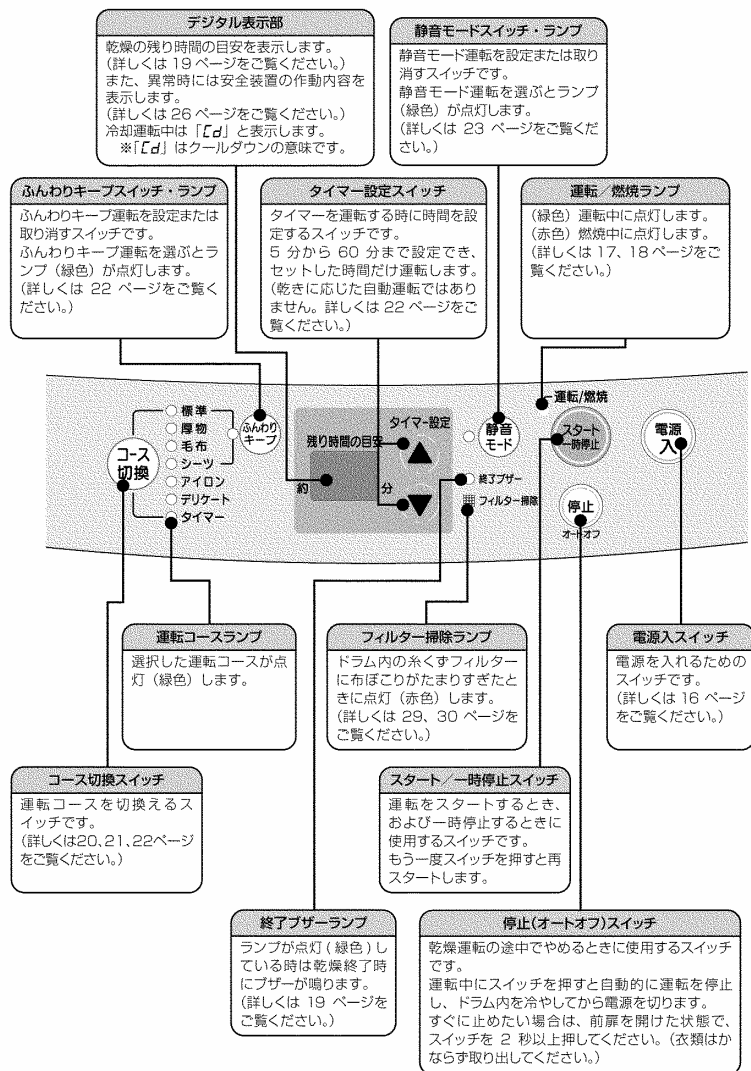 デジタル表示部
乾燥の残り時間の目安を表示します。
(詳しくは 19 ページをご覧ください。)
また、異常時には安全装置の作動内容を
表示します。
(詳しくは 26 ページをご覧ください。)
冷却運転中は「Cd」と表示します。
※「Cd」はクールダウンの意味です。
静音モードスイッチ・ランプ
静音モード運転を設定または取り
消すスイッチです。
静音モード運転を選ぶとランプ
(緑色) が点灯します。
(詳しくは 23 ページをご覧くだ
さい。)
ふんわりキープスイッチ・ランプ
ふんわりキープ運転を設定または
取り消すスイッチです。
ふんわりキープ運転を選ぶとラ
ンプ (緑色) が点灯します。
(詳しくは 22 ページをご覧く
ださい。)
タイマー設定スイッチ
タイマーを運転する時に時間を設
定するスイッチです。
5 分から 60 分まで設定でき、
セットした時間だけ運転します。
(乾きに応じた自動運転ではあり
ません。詳しくは 22 ページをご
覧ください。)
運転/燃焼ランプ
(緑色) 運転中に点灯します。
(赤色) 燃焼中に点灯します。
(詳しくは 17、18 ページをご
覧ください。)
コース
切換
標準
厚物
毛布
シーツ
アイロン
デリケート
タイマー
ふんわり
キープ
残り時間の目安
約
分
タイマー設定
▲
▼
静音
モード
終了ブザー
フィルター掃除
運転/燃焼
スタート
一時停止
停止
オートオフ
電源
入
運転コースランプ
選択した運転コースが点
灯 (緑色) します。
フィルター掃除ランプ
ドラム内の糸くずフィルター
に布ぼこりがたまりすぎたと
きに点灯 (赤色) します。
(詳しくは 29、30 ページを
ご覧ください。)
電源入スイッチ
電源を入れるための
スイッチです。
(詳しくは 16 ページ
をご覧ください。)
コース切換スイッチ
運転コースを切換えるス
イッチです。
(詳しくは20、21、22ページ
をご覧ください。)
スタート/一時停止スイッチ
運転をスタートするとき、
および一時停止するときに
使用するスイッチです。
もう一度スイッチを押すと再
スタートします。
終了ブザーランプ
ランプが点灯 (緑色) し
ている時は乾燥終了時
にブザーが鳴ります。
(詳しくは 19 ページを
ご覧ください。)
停止(オートオフ)スイッチ
乾燥運転の途中でやめるときに使用するスイッチ
です。
運転中にスイッチを押すと自動的に運転を停止
し、ドラム内を冷やしてから電源を切ります。
すぐに止めたい場合は、前扉を開けた状態で、
スイッチを 2 秒以上押してください。(衣類はか
ならず取り出してください。)